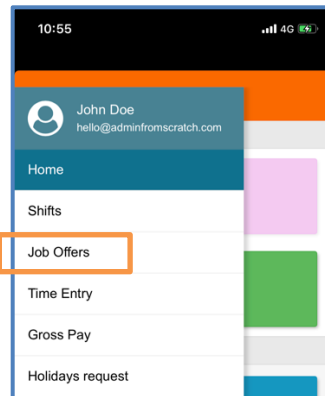 10:55
4G
John Doe
hello@adminfromscratch.com
Home
Shifts
Job Offers
Time Entry
Gross Pay
Holidays request